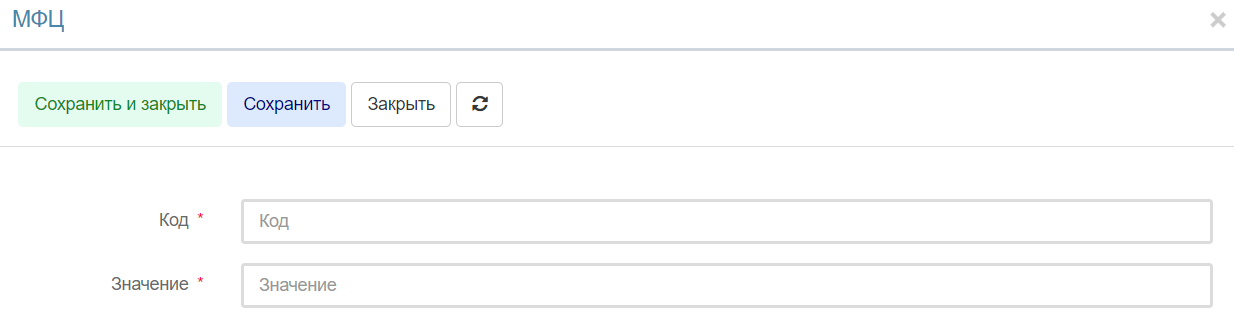 МФЦ
Сохранить и закрыть Сохранить Закрыть
Код * Код
Значение * Значение